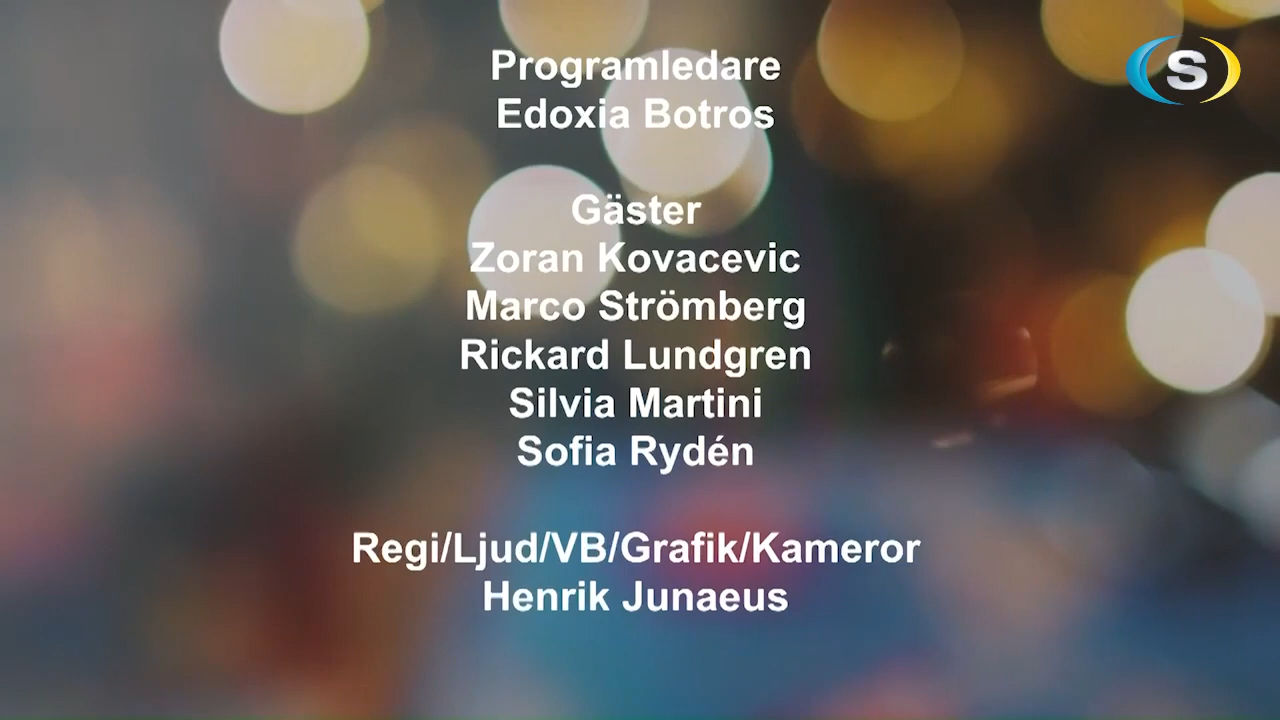 Programledare
Edoxia Botros
Gäster
Zoran Kovacevic
Marco Strömberg
Rickard Lundgren
Silvia Martini
Sofia Rydén
Regi/Ljud/VB/Grafik/Kameror
Henrik Junaeus
S